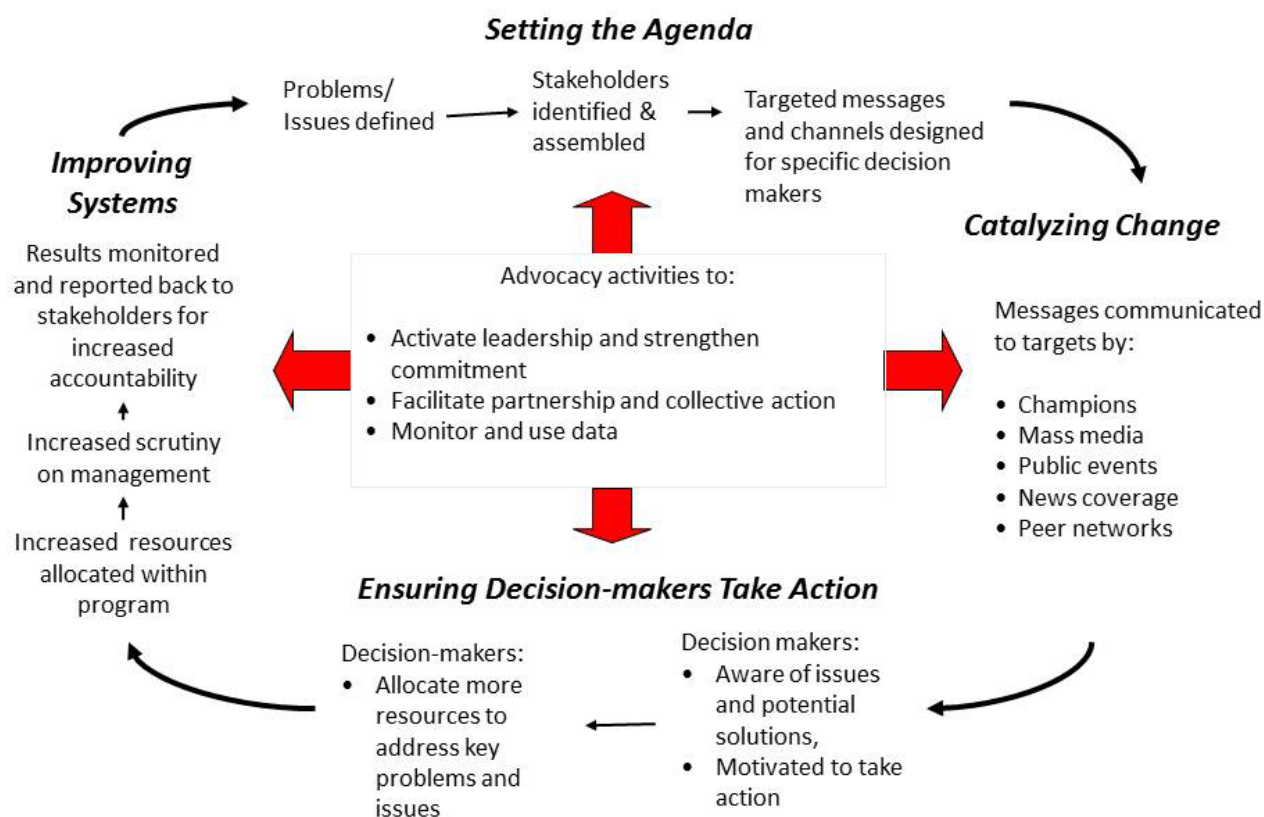 Setting the Agenda
Problems/
Issues defined
Stakeholders
identified &
assembled
Targeted messages
and channels designed
for specific decision
makers
Catalyzing Change
Messages communicated
to targets by:
• Champions
• Mass media
• Public events
• News coverage
• Peer networks
Advocacy activities to:
• Activate leadership and strengthen
commitment
• Facilitate partnership and collective action
• Monitor and use data
Ensuring Decision-makers Take Action
Decision makers:
• Aware of issues
and potential
solutions,
• Motivated to take
action
Decision-makers:
• Allocate more
resources to
address key
problems and
issues
Improving
Systems
Results monitored
and reported back to
stakeholders for
increased
accountability
Increased scrutiny
on management
Increased resources
allocated within
program